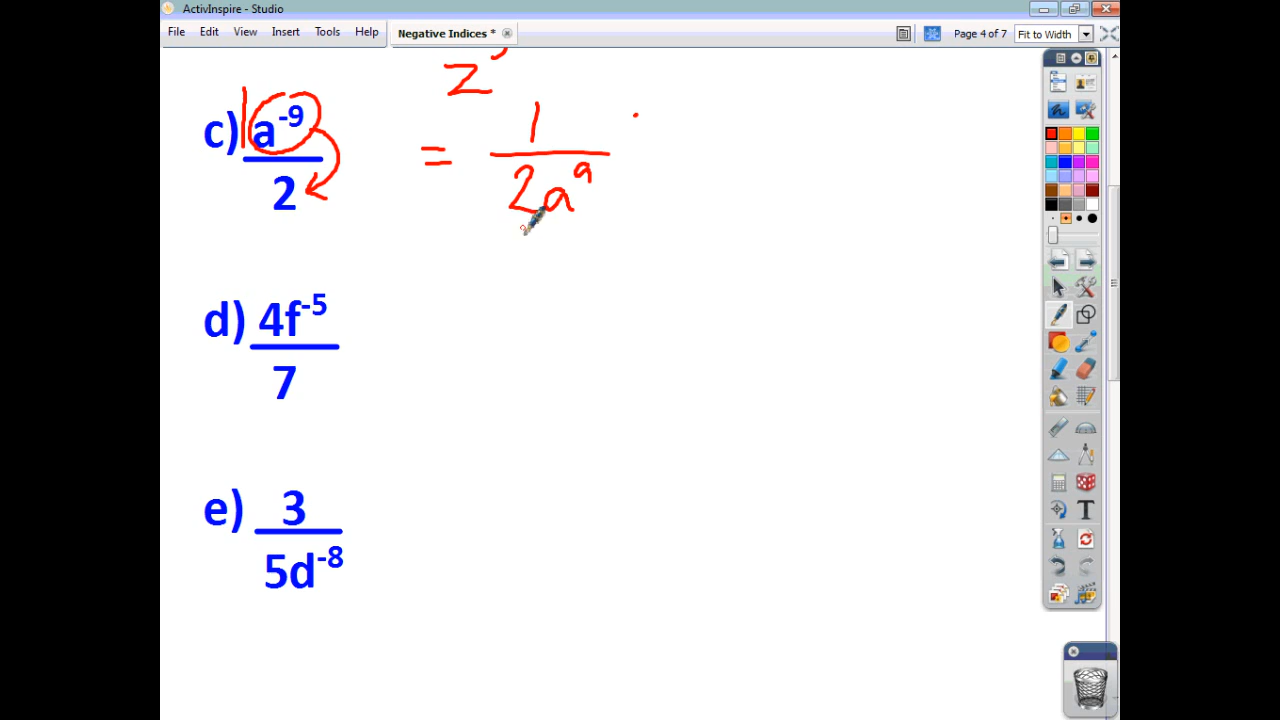 ActivInspire - Studio
File Edit View Insert Tools Help Negative Indices * Page 4 of 7 Fit to Width
z
c) 1a⁻⁹
2
= 1
2a⁹
d) 4f⁻⁵
7
e) 3
5d⁻⁸
T